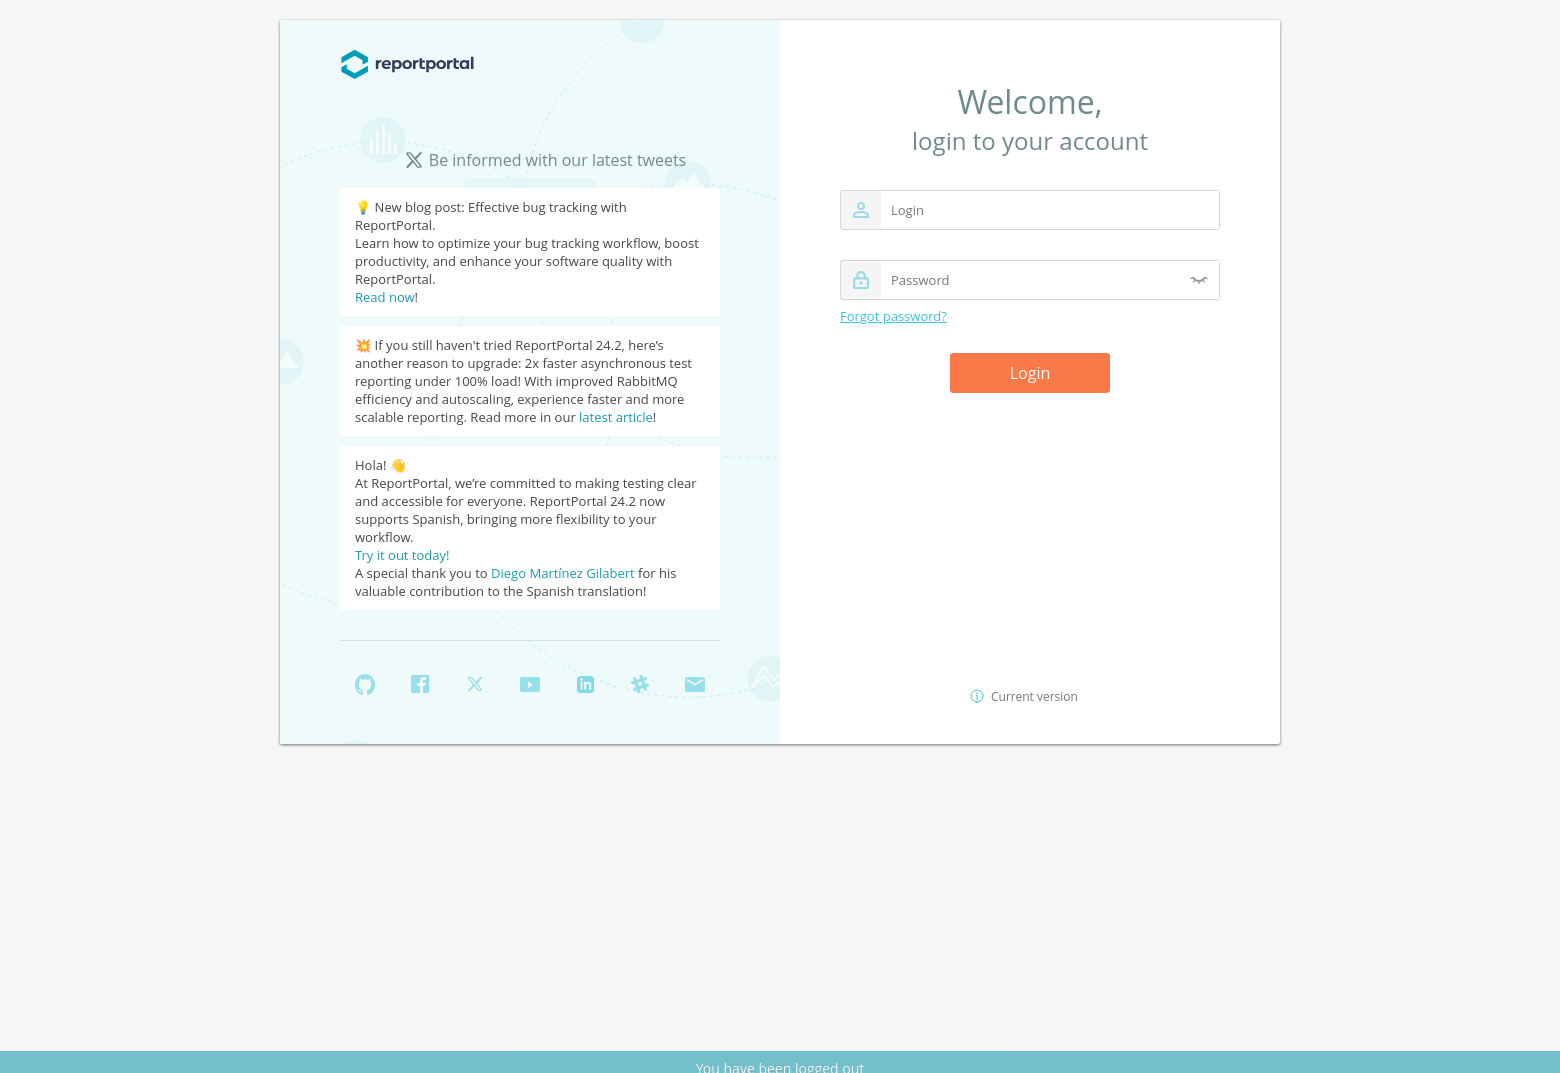 reportportal
Be informed with our latest tweets
💡 New blog post: Effective bug tracking with
ReportPortal.
Learn how to optimize your bug tracking workflow, boost
productivity, and enhance your software quality with
ReportPortal.
Read now!
💥 If you still haven't tried ReportPortal 24.2, here’s
another reason to upgrade: 2x faster asynchronous test
reporting under 100% load! With improved RabbitMQ
efficiency and autoscaling, experience faster and more
scalable reporting. Read more in our latest article!
Hola! 👋
At ReportPortal, we’re committed to making testing clear
and accessible for everyone. ReportPortal 24.2 now
supports Spanish, bringing more flexibility to your
workflow.
Try it out today!
A special thank you to Diego Martínez Gilabert for his
valuable contribution to the Spanish translation!
Welcome,
login to your account
Login
Password
Forgot password?
Login
Current version
You have been logged out